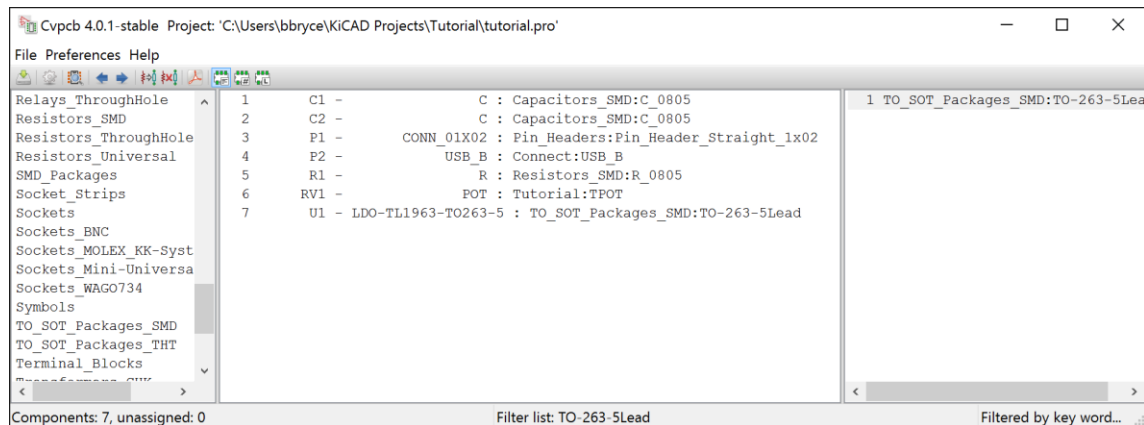 Cvpcb 4.0.1-stable Project: 'C:\Users\bbryce\KiCAD Projects\Tutorial\tutorial.pro'
File Preferences Help
Relays_ThroughHole
Resistors_SMD
Resistors_ThroughHole
Resistors_Universal
SMD_Packages
Socket_Strips
Sockets
Sockets_BNC
Sockets_MOLEX_KK-Syst
Sockets_Mini-Universa
Sockets_WAGO734
Symbols
TO_SOT_Packages_SMD
TO_SOT_Packages_THT
Terminal_Blocks
1 C1 - C : Capacitors_SMD:C_0805
2 C2 - C : Capacitors_SMD:C_0805
3 P1 - CONN_01X02 : Pin_Headers:Pin_Header_Straight_1x02
4 P2 - USB_B : Connect:USB_B
5 R1 - R : Resistors_SMD:R_0805
6 RV1 - POT : Tutorial:TPOT
7 U1 - LDO-TL1963-TO263-5 : TO_SOT_Packages_SMD:TO-263-5Lead
1 TO_SOT_Packages_SMD:TO-263-5Lea
Components: 7, unassigned: 0
Filter list: TO-263-5Lead
Filtered by key word...